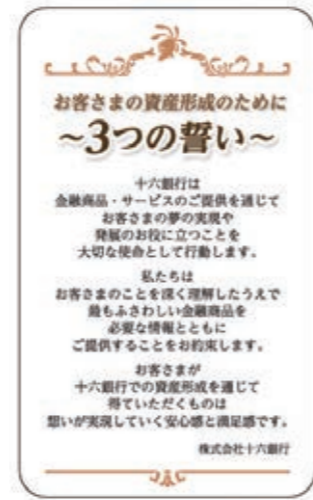 お客さまの資産形成のために
～3つの誓い～
十六銀行は
金融商品・サービスのご提供を通じて
お客さまの夢の実現や
発展のお役に立つことを
大切な使命として行動します。
私たちは
お客さまのことを深く理解したうえで
最もふさわしい金融商品を
必要な情報とともに
ご提供することをお約束します。
お客さまが
十六銀行での資産形成を通じて
得ていただくものは
想いが実現していく安心感と満足感です。
株式会社十六銀行